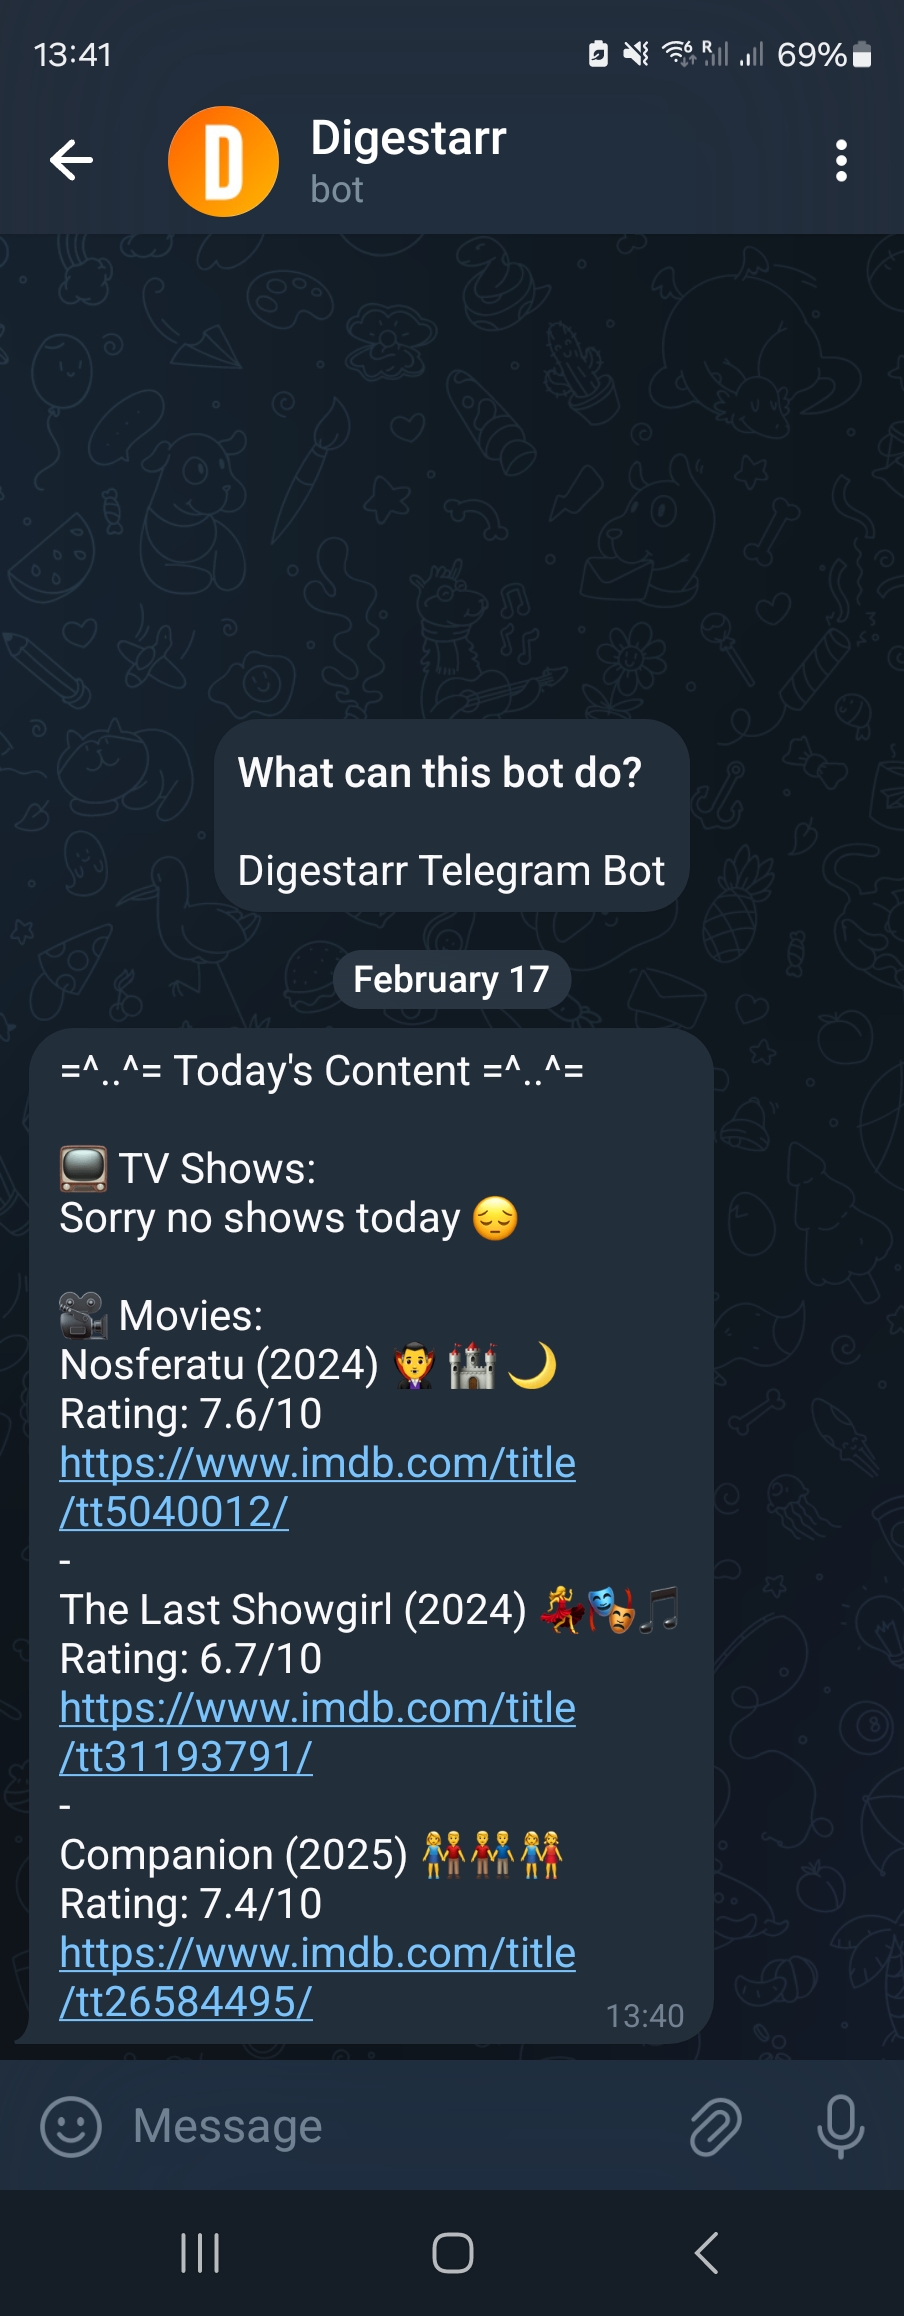 13:41
R
6
69%
D
Digestarr
bot
What can this bot do?
Digestarr Telegram Bot
February 17
=^..^= Today's Content =^..^=
📺 TV Shows:
Sorry no shows today 😔
🎥 Movies:
Nosferatu (2024) 🧛‍♂️ 🏰 🌙
Rating: 7.6/10
https://www.imdb.com/title
/tt5040012/
-
The Last Showgirl (2024) 💃🎭🎵
Rating: 6.7/10
https://www.imdb.com/title
/tt31193791/
-
Companion (2025) 👫👬👭
Rating: 7.4/10
https://www.imdb.com/title
/tt26584495/
13:40
Message